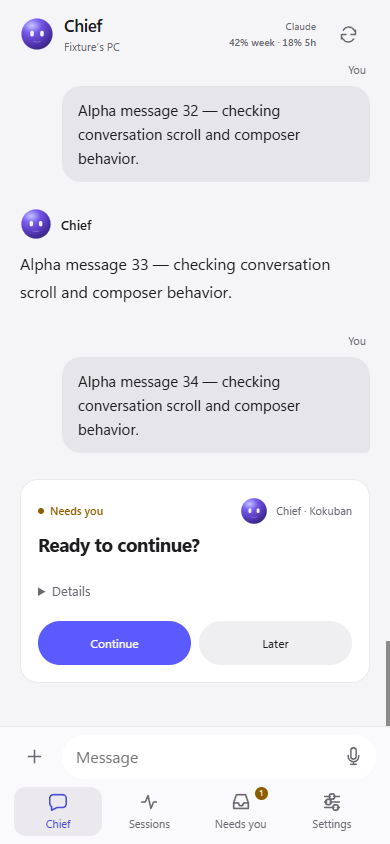 Chief
Fixture's PC
Claude
42% week · 18% 5h
You
Alpha message 32 — checking
conversation scroll and composer
behavior.
Chief
Alpha message 33 — checking conversation
scroll and composer behavior.
You
Alpha message 34 — checking
conversation scroll and composer
behavior.
Needs you
Chief · Kokuban
Ready to continue?
Details
Continue
Later
Message
1
Chief
Sessions
Needs you
Settings